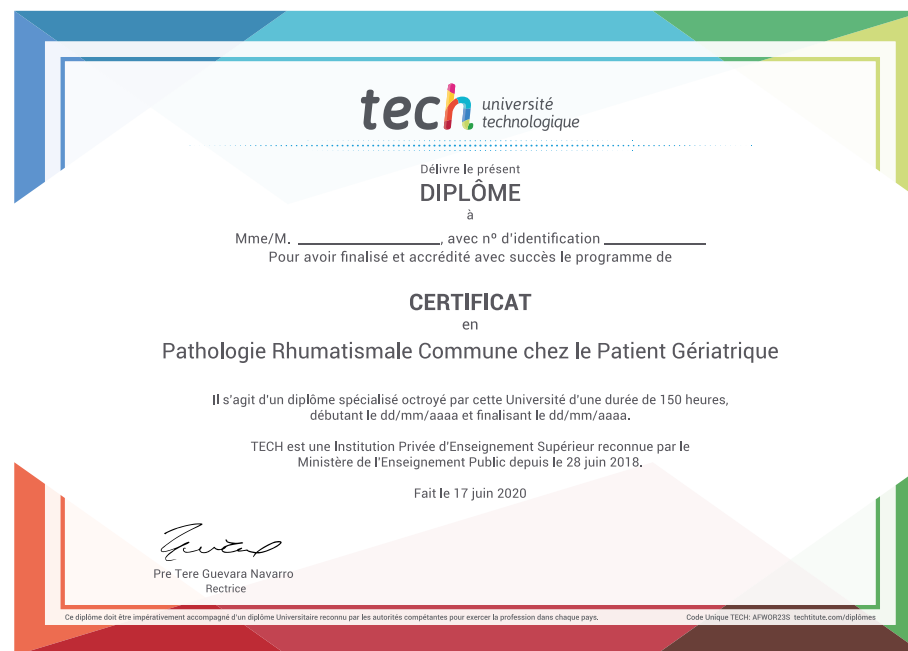 tech université
technologique
Délivre le présent
DIPLÔME
à
Mme/M. ____________________, avec nº d'identification ______________
Pour avoir finalisé et accrédité avec succès le programme de
CERTIFICAT
en
Pathologie Rhumatismale Commune chez le Patient Gériatrique
Il s'agit d'un diplôme spécialisé octroyé par cette Université d'une durée de 150 heures,
débutant le dd/mm/aaaa et finalisant le dd/mm/aaaa.
TECH est une Institution Privée d'Enseignement Supérieur reconnue par le
Ministère de l'Enseignement Public depuis le 28 juin 2018.
Fait le 17 juin 2020
Pre Tere Guevara Navarro
Rectrice
Ce diplôme doit être impérativement accompagné d'un diplôme Universitaire reconnu par les autorités compétantes pour exercer la profession dans chaque pays.
Code Unique TECH: AFWOR23S techtitute.com/diplômes